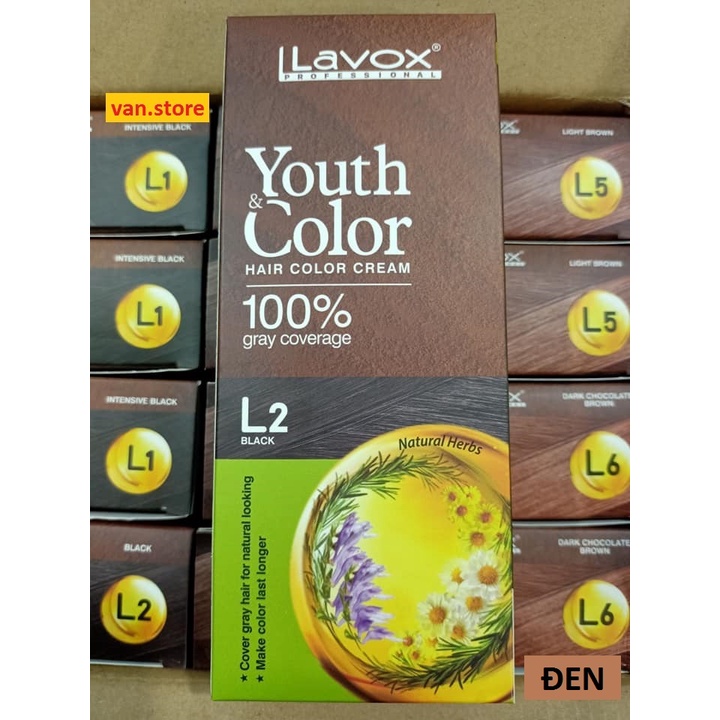 LLavox®
PROFESSIONAL
van.store
Youth
& Color
HAIR COLOR CREAM
100%
gray coverage
L2
BLACK
Natural Herbs
★ Cover gray hair for natural looking
★ Make color last longer
INTENSIVE BLACK
L1
INTENSIVE BLACK
L1
INTENSIVE BLACK
L1
BLACK
L2
LIGHT BROWN
L5
LIGHT BROWN
L5
DARK CHOCOLATE
BROWN
L6
DARK CHOCOLATE
BROWN
L6
ĐEN